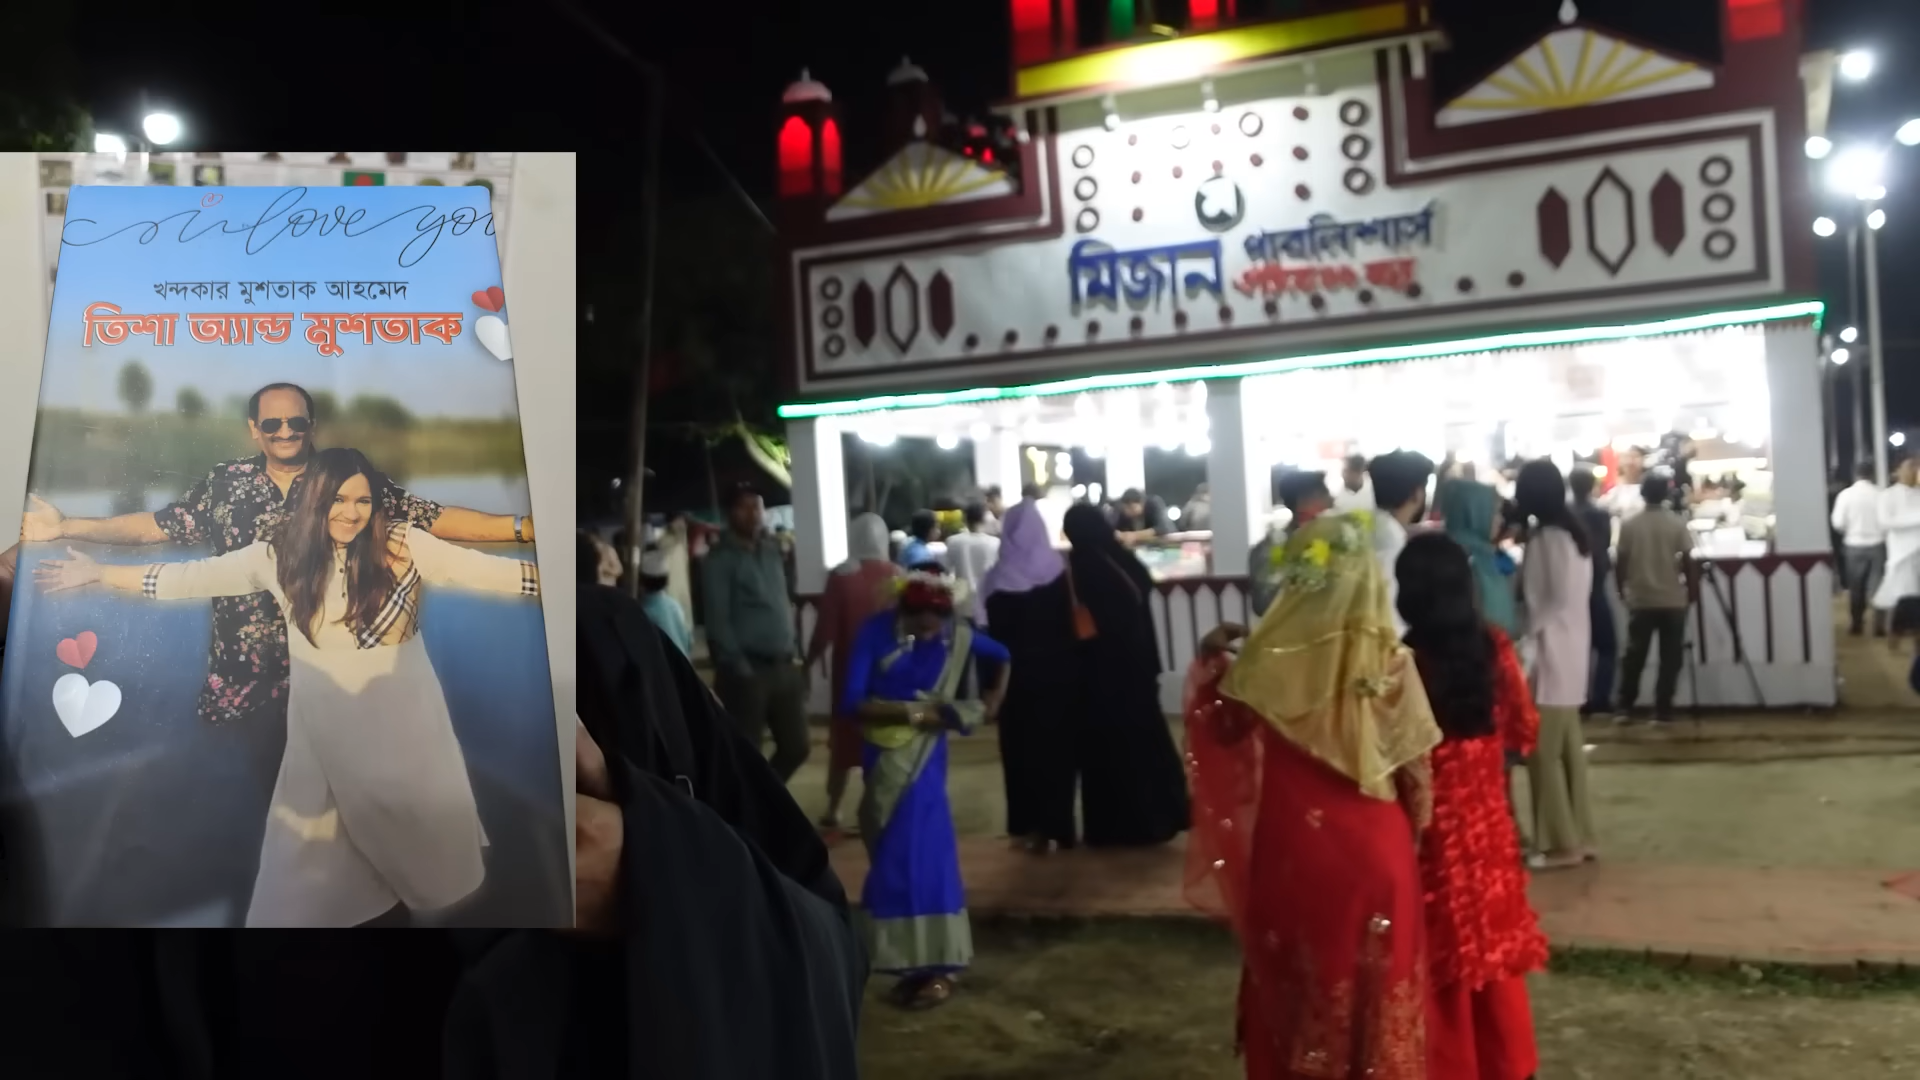 i love you
খন্দকার মুশতাক আহমেদ
তিশা অ্যান্ড মুশতাক
মিজান
পাবলিশার্স